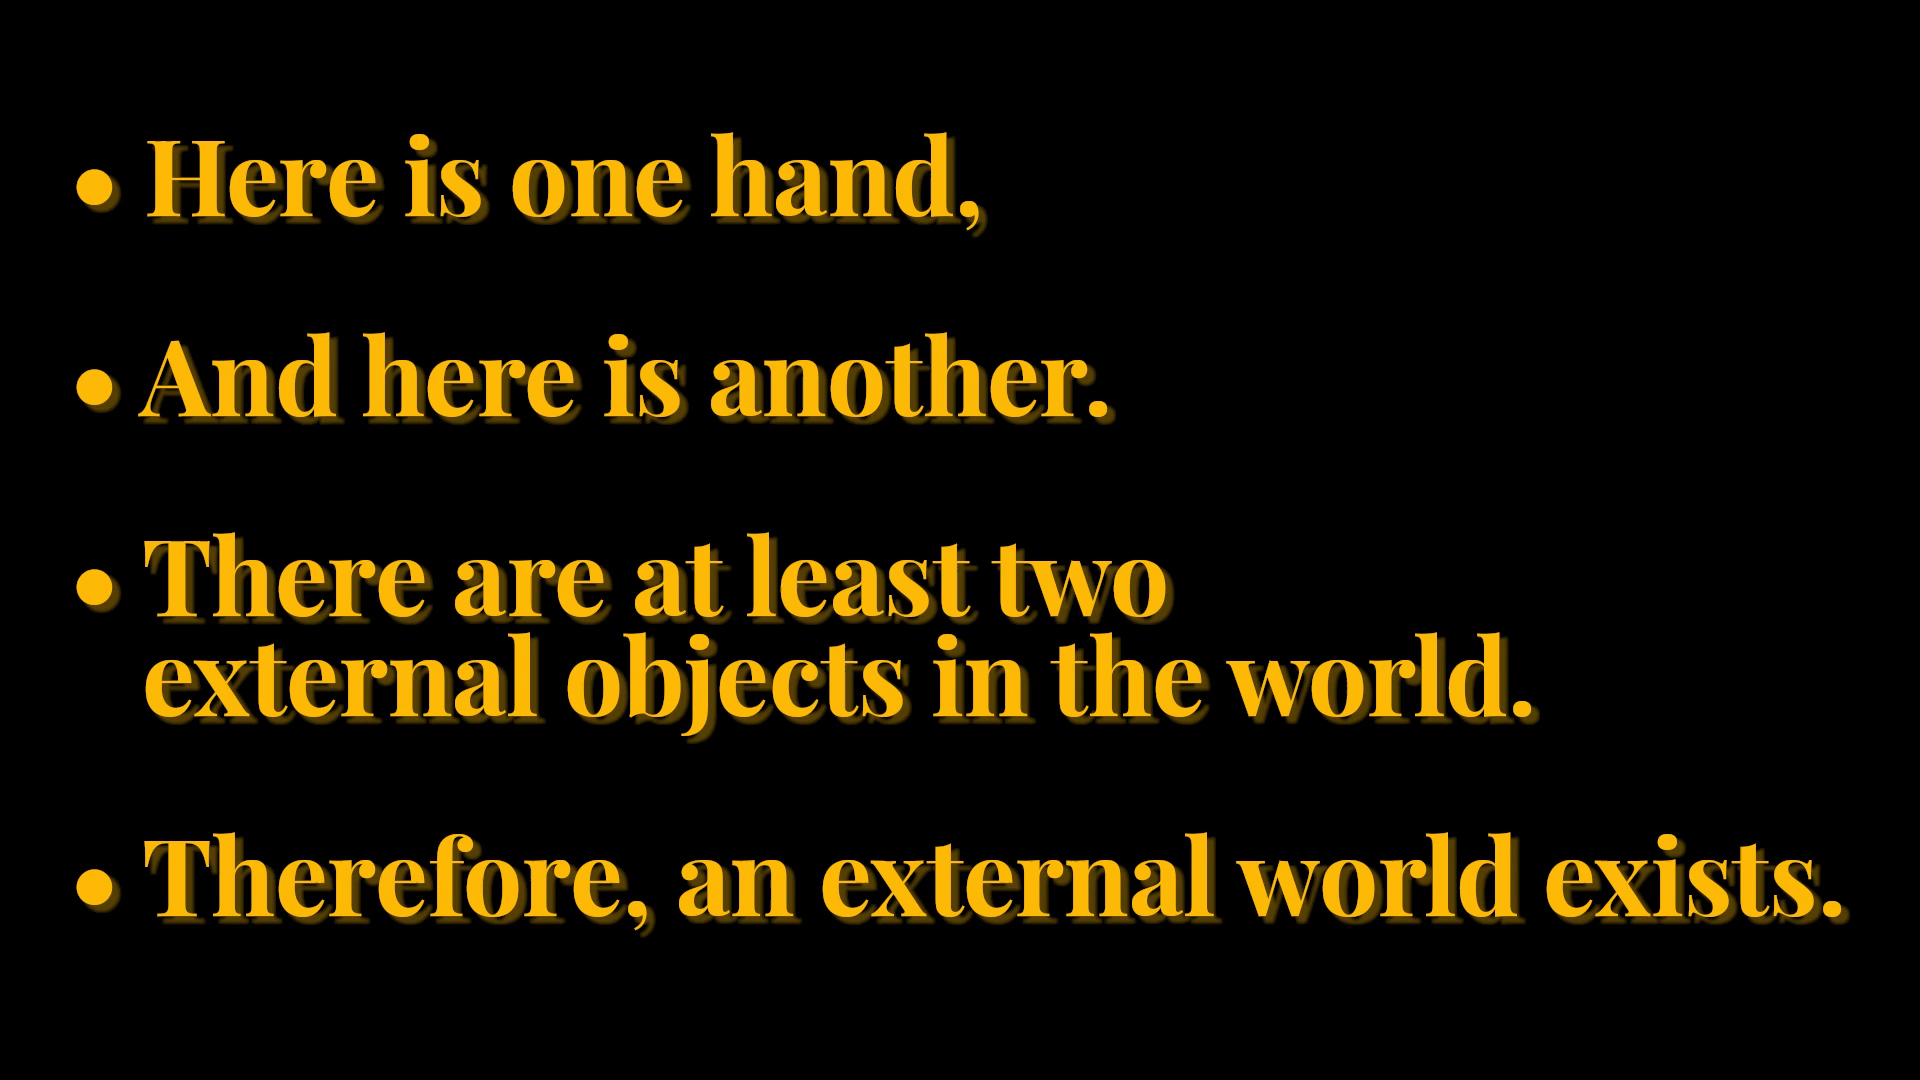 • Here is one hand,
• And here is another.
• There are at least two
external objects in the world.
• Therefore, an external world exists.